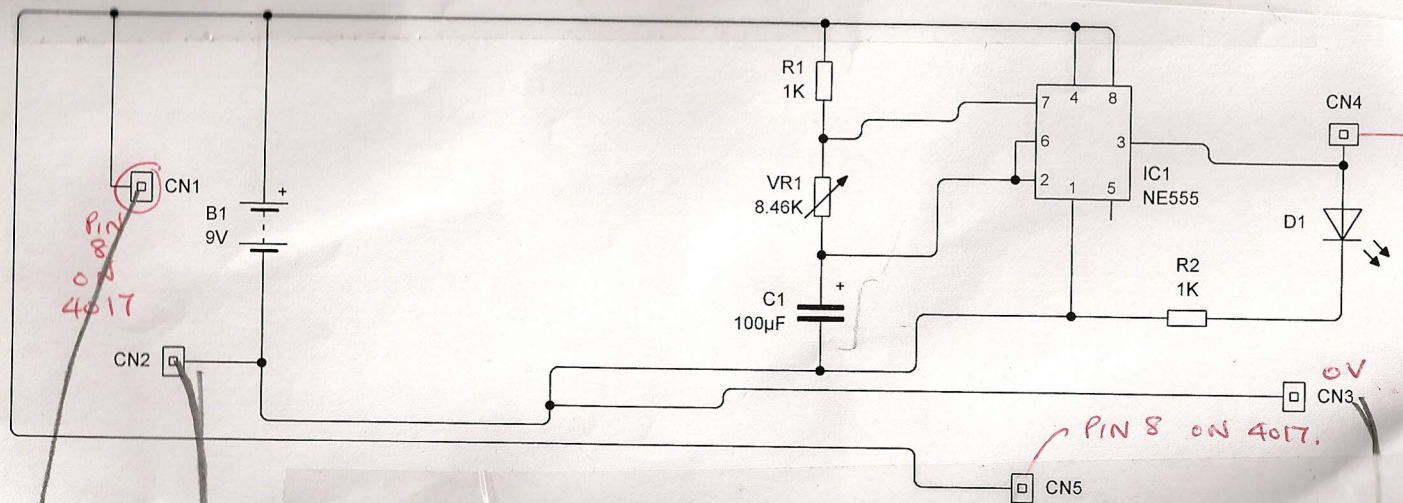 R1
1K
4
8
7
6
2
3
1
5
IC1
NE555
CN4
CN1
PIN
8
ON
4017
B1
9V
+
VR1
8.46K
D1
R2
1K
C1
100µF
+
CN2
0V
CN3
PIN 8 ON 4017.
CN5